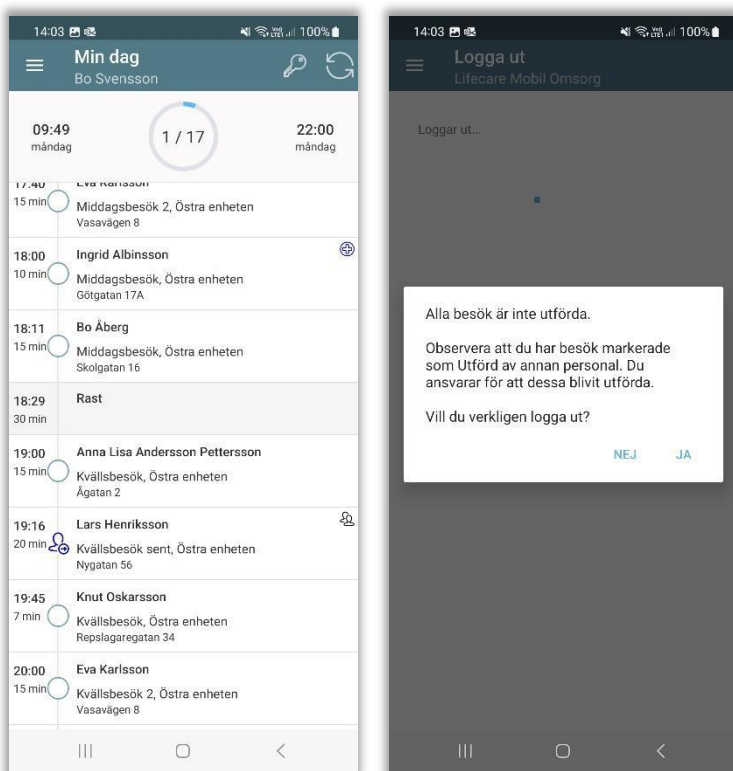 14:03
100%
Min dag
Bo Svensson
09:49
måndag
1 / 17
22:00
måndag
17:40
Eva Karlsson
15 min
Middagsbesök 2, Östra enheten
Vasavägen 8
18:00
Ingrid Albinsson
10 min
Middagsbesök, Östra enheten
Götgatan 17A
18:11
Bo Åberg
15 min
Middagsbesök, Östra enheten
Skolgatan 16
18:29
Rast
30 min
19:00
Anna Lisa Andersson Pettersson
15 min
Kvällsbesök, Östra enheten
Ågatan 2
19:16
Lars Henriksson
20 min
Kvällsbesök sent, Östra enheten
Nygatan 56
19:45
Knut Oskarsson
7 min
Kvällsbesök, Östra enheten
Repslagaregatan 34
20:00
Eva Karlsson
15 min
Kvällsbesök 2, Östra enheten
Vasavägen 8
14:03
100%
Logga ut
Lifecare Mobil Omsorg
Loggar ut...
Alla besök är inte utförda.
Observera att du har besök markerade
som Utförd av annan personal. Du
ansvarar för att dessa blivit utförda.
Vill du verkligen logga ut?
NEJ JA